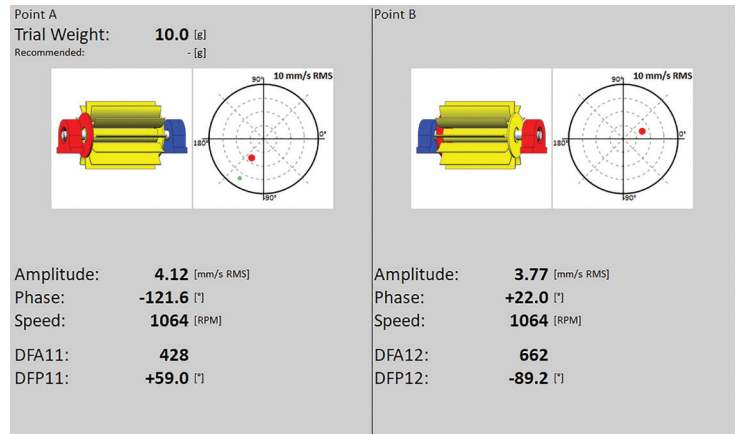 Point A
Trial Weight: 10.0 [g]
Recommended: - [g]
90° 10 mm/s RMS
180° 0°
-90°
Amplitude: 4.12 [mm/s RMS]
Phase: -121.6 [°]
Speed: 1064 [RPM]
DFA11: 428
DFP11: +59.0 [°]
Point B
90° 10 mm/s RMS
180° 0°
-90°
Amplitude: 3.77 [mm/s RMS]
Phase: +22.0 [°]
Speed: 1064 [RPM]
DFA12: 662
DFP12: -89.2 [°]